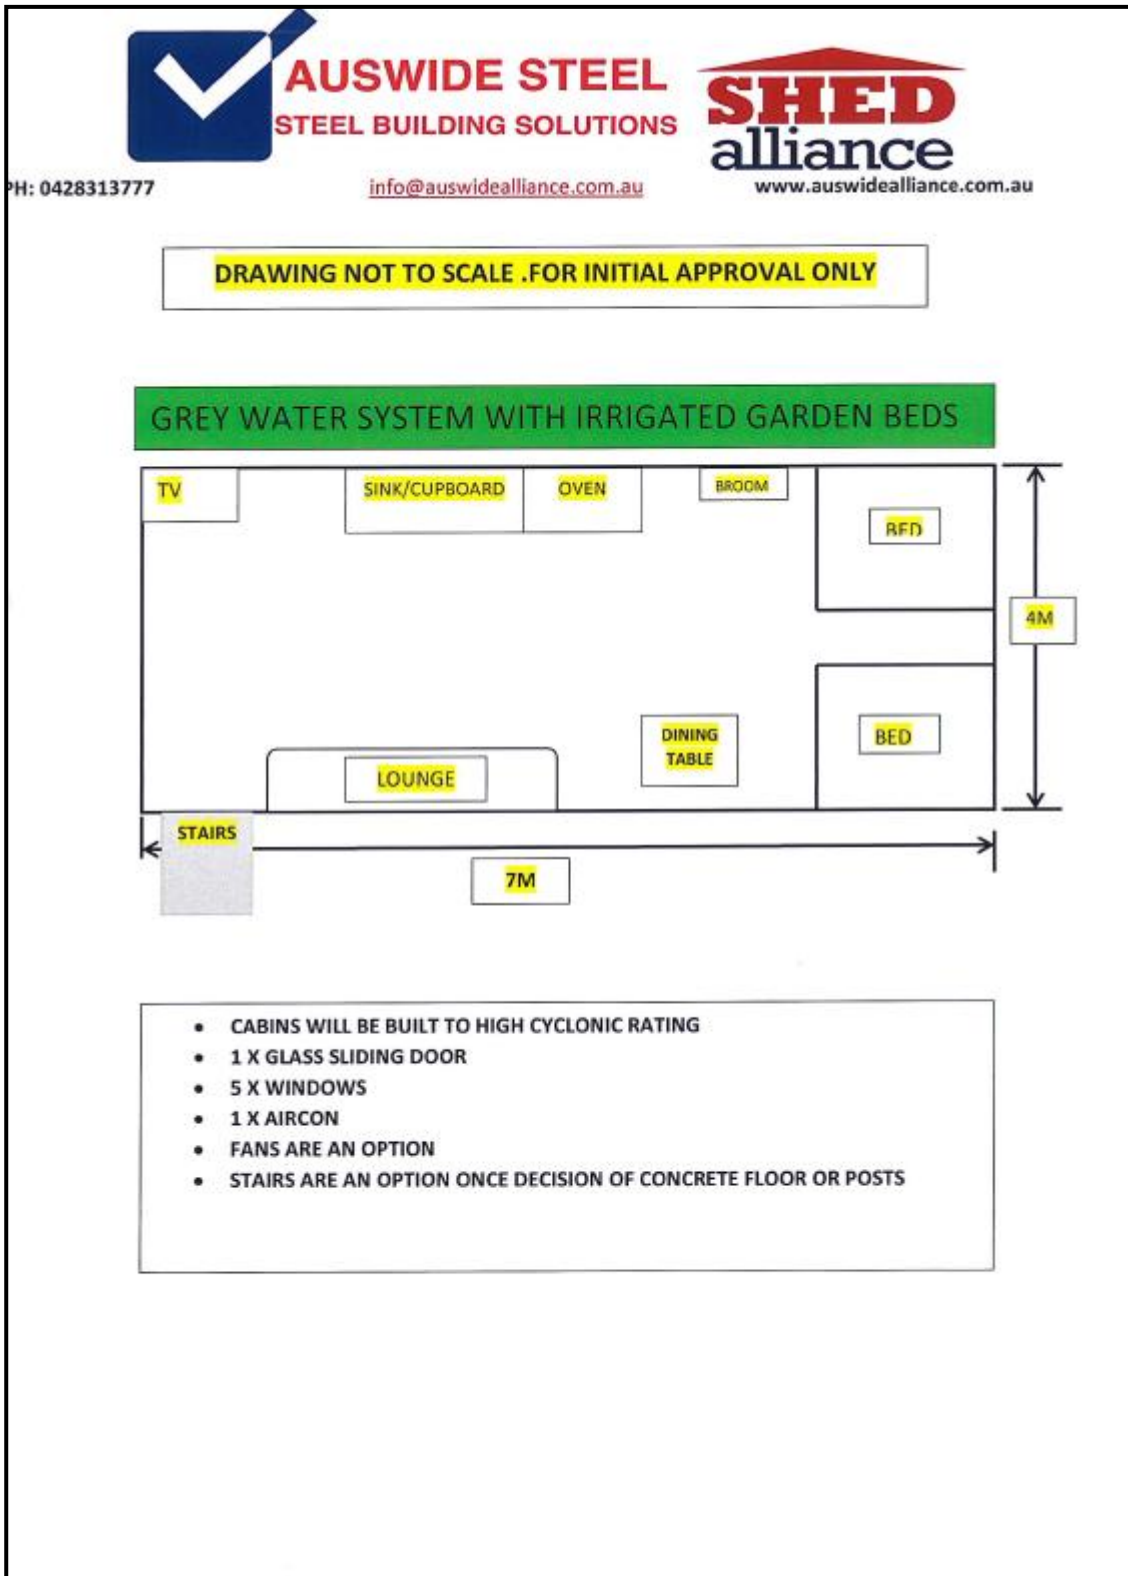 AUSWIDE STEEL
STEEL BUILDING SOLUTIONS
SHED
alliance
PH: 0428313777
info@auswidealliance.com.au
www.auswidealliance.com.au
DRAWING NOT TO SCALE .FOR INITIAL APPROVAL ONLY
GREY WATER SYSTEM WITH IRRIGATED GARDEN BEDS
TV
SINK/CUPBOARD
OVEN
BROOM
BED
4M
DINING
TABLE
BED
LOUNGE
STAIRS
7M
• CABINS WILL BE BUILT TO HIGH CYCLONIC RATING
• 1 X GLASS SLIDING DOOR
• 5 X WINDOWS
• 1 X AIRCON
• FANS ARE AN OPTION
• STAIRS ARE AN OPTION ONCE DECISION OF CONCRETE FLOOR OR POSTS